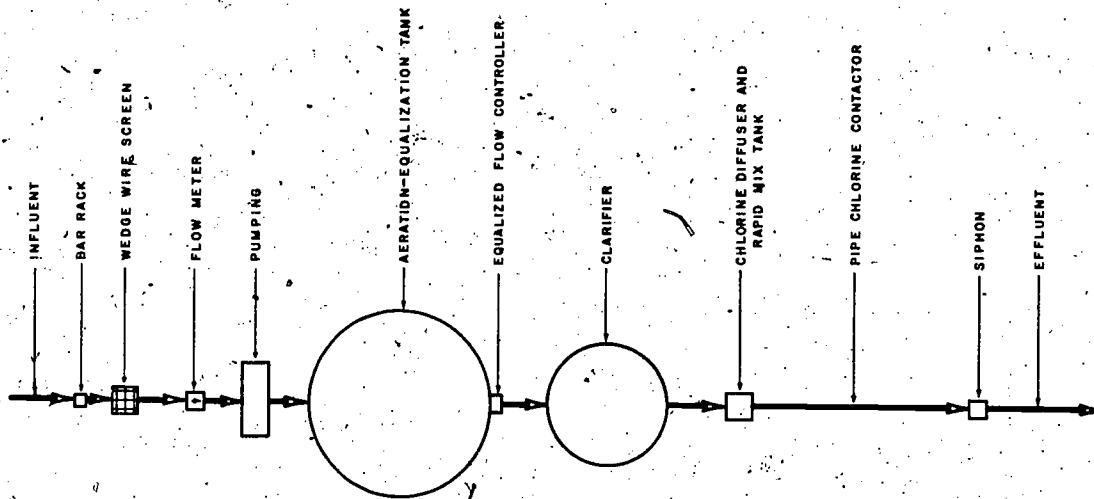 INFLUENT
BAR RACK
WEDGE WIRE SCREEN
FLOW METER
PUMPING
AERATION-EQUALIZATION TANK
EQUALIZED FLOW CONTROLLER
CLARIFIER
CHLORINE DIFFUSER AND
RAPID MIX TANK
PIPE CHLORINE CONTACTOR
SIPHON
EFFLUENT